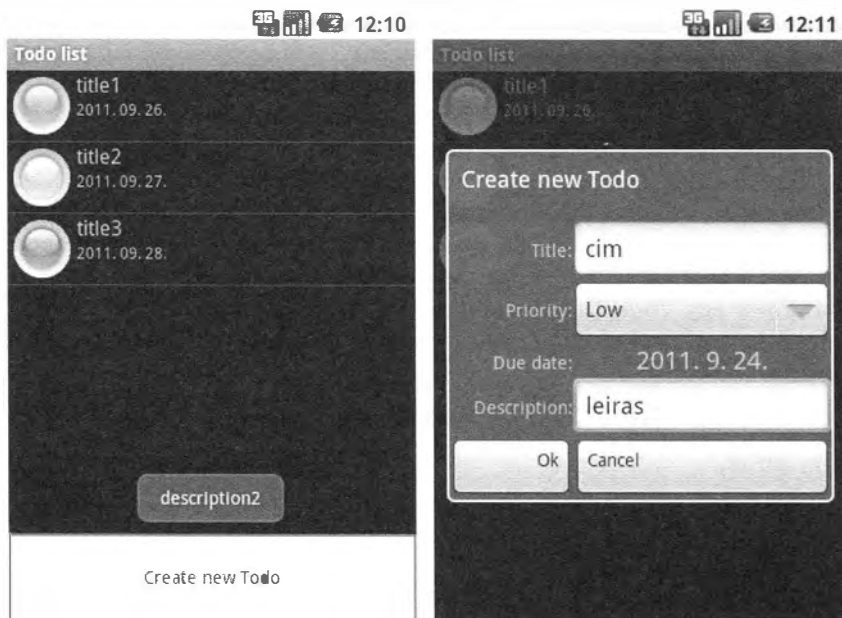 3G 12:10
Todo list
title1
2011. 09. 26.
title2
2011. 09. 27.
title3
2011. 09. 28.
description2
Create new Todo
3G 12:11
Todo list
title1
2011. 09. 26.
Create new Todo
Title: cim
Priority: Low
Due date: 2011. 9. 24.
Description: leiras
Ok Cancel